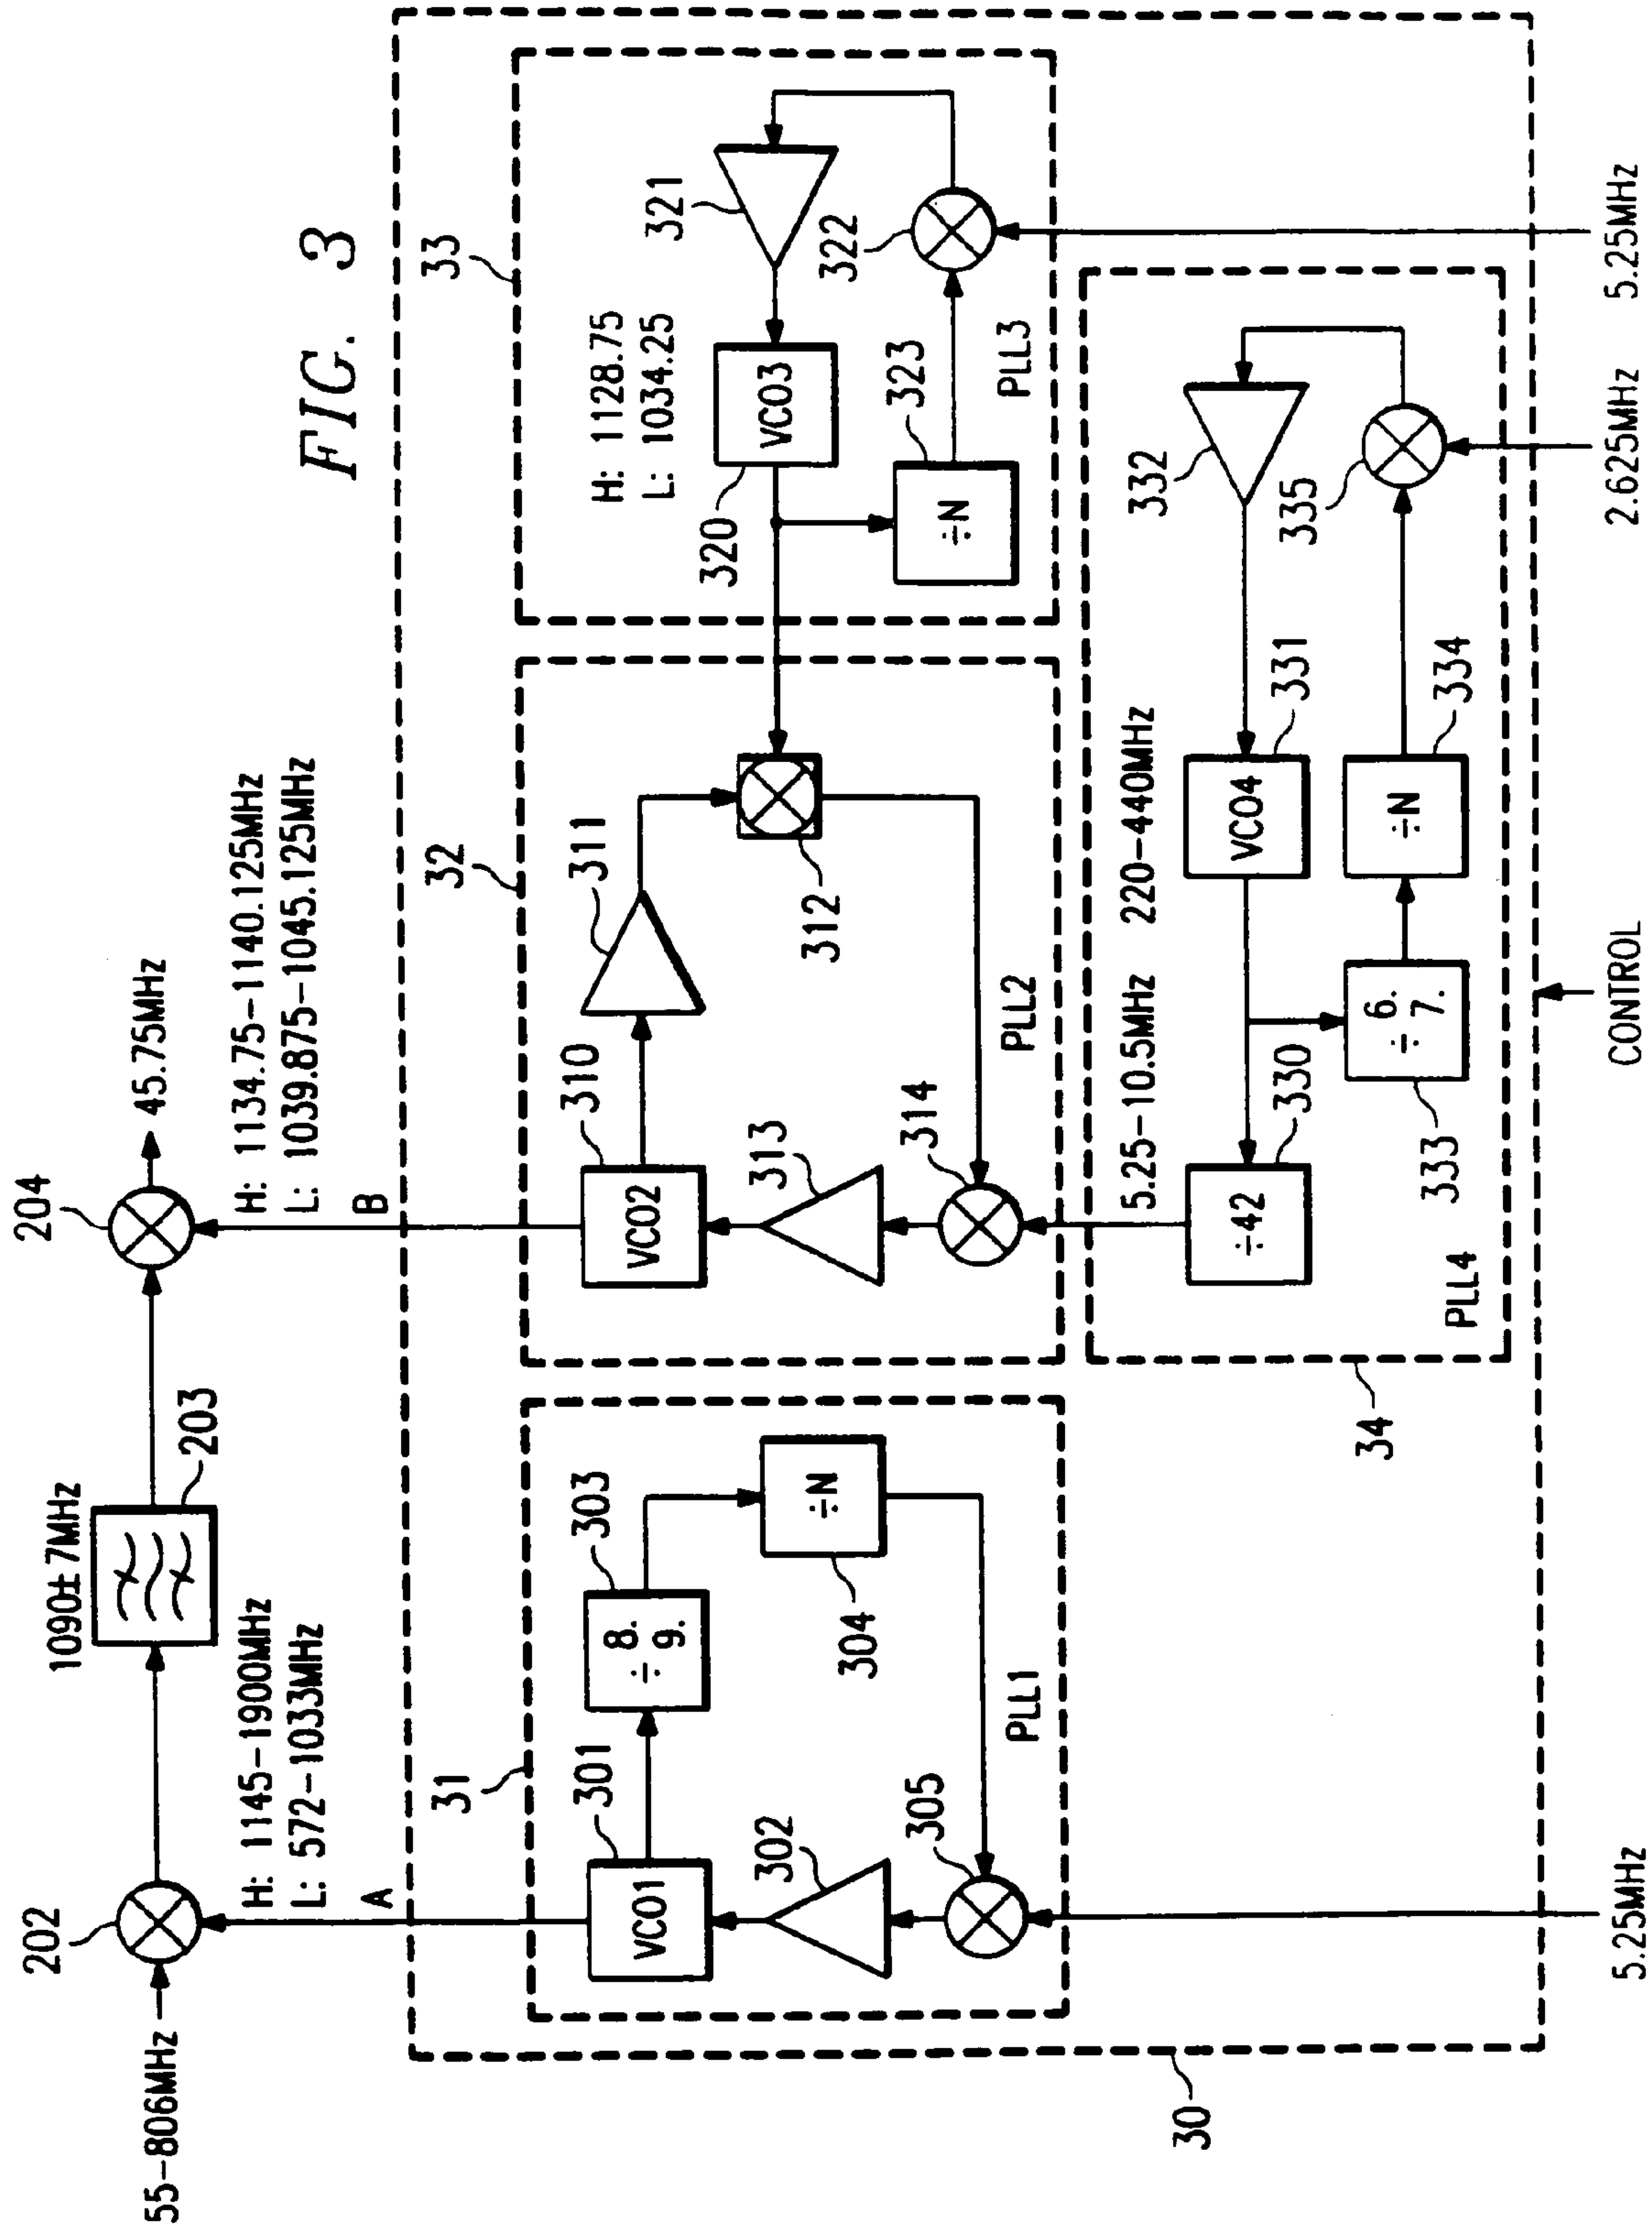 FIG. 3
55-806MHz
202
1090± 7MHz
203
204
45.75MHz
H: 1145-1900MHz
L: 572-1033MHz
A
H: 1134.75-1140.125MHz
L: 1039.875-1045.125MHz
B
30
31
301
VCO1
302
303
÷ 8.
9.
304
÷N
305
PLL1
5.25MHz
32
310
VCO2
311
312
313
314
PLL2
33
H: 1128.75
L: 1034.25
320
VCO3
321
322
323
÷N
PLL3
5.25MHz
34
5.25-10.5MHz
220-440MHz
÷42
330
VCO4
331
332
333
÷ 6.
7.
÷N
334
335
PLL4
2.625MHz
CONTROL